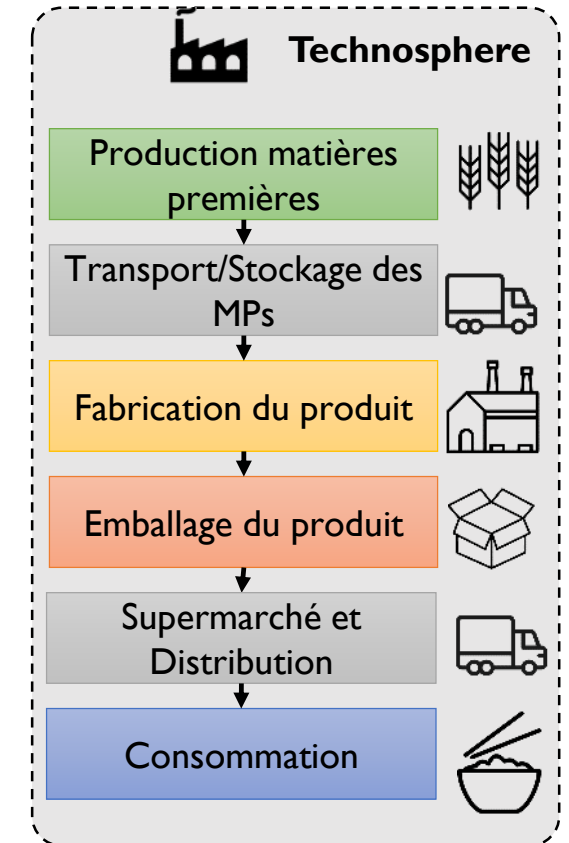 Technosphere
Production matières
premières
Transport/Stockage des
MPs
Fabrication du produit
Emballage du produit
Supermarché et
Distribution
Consommation